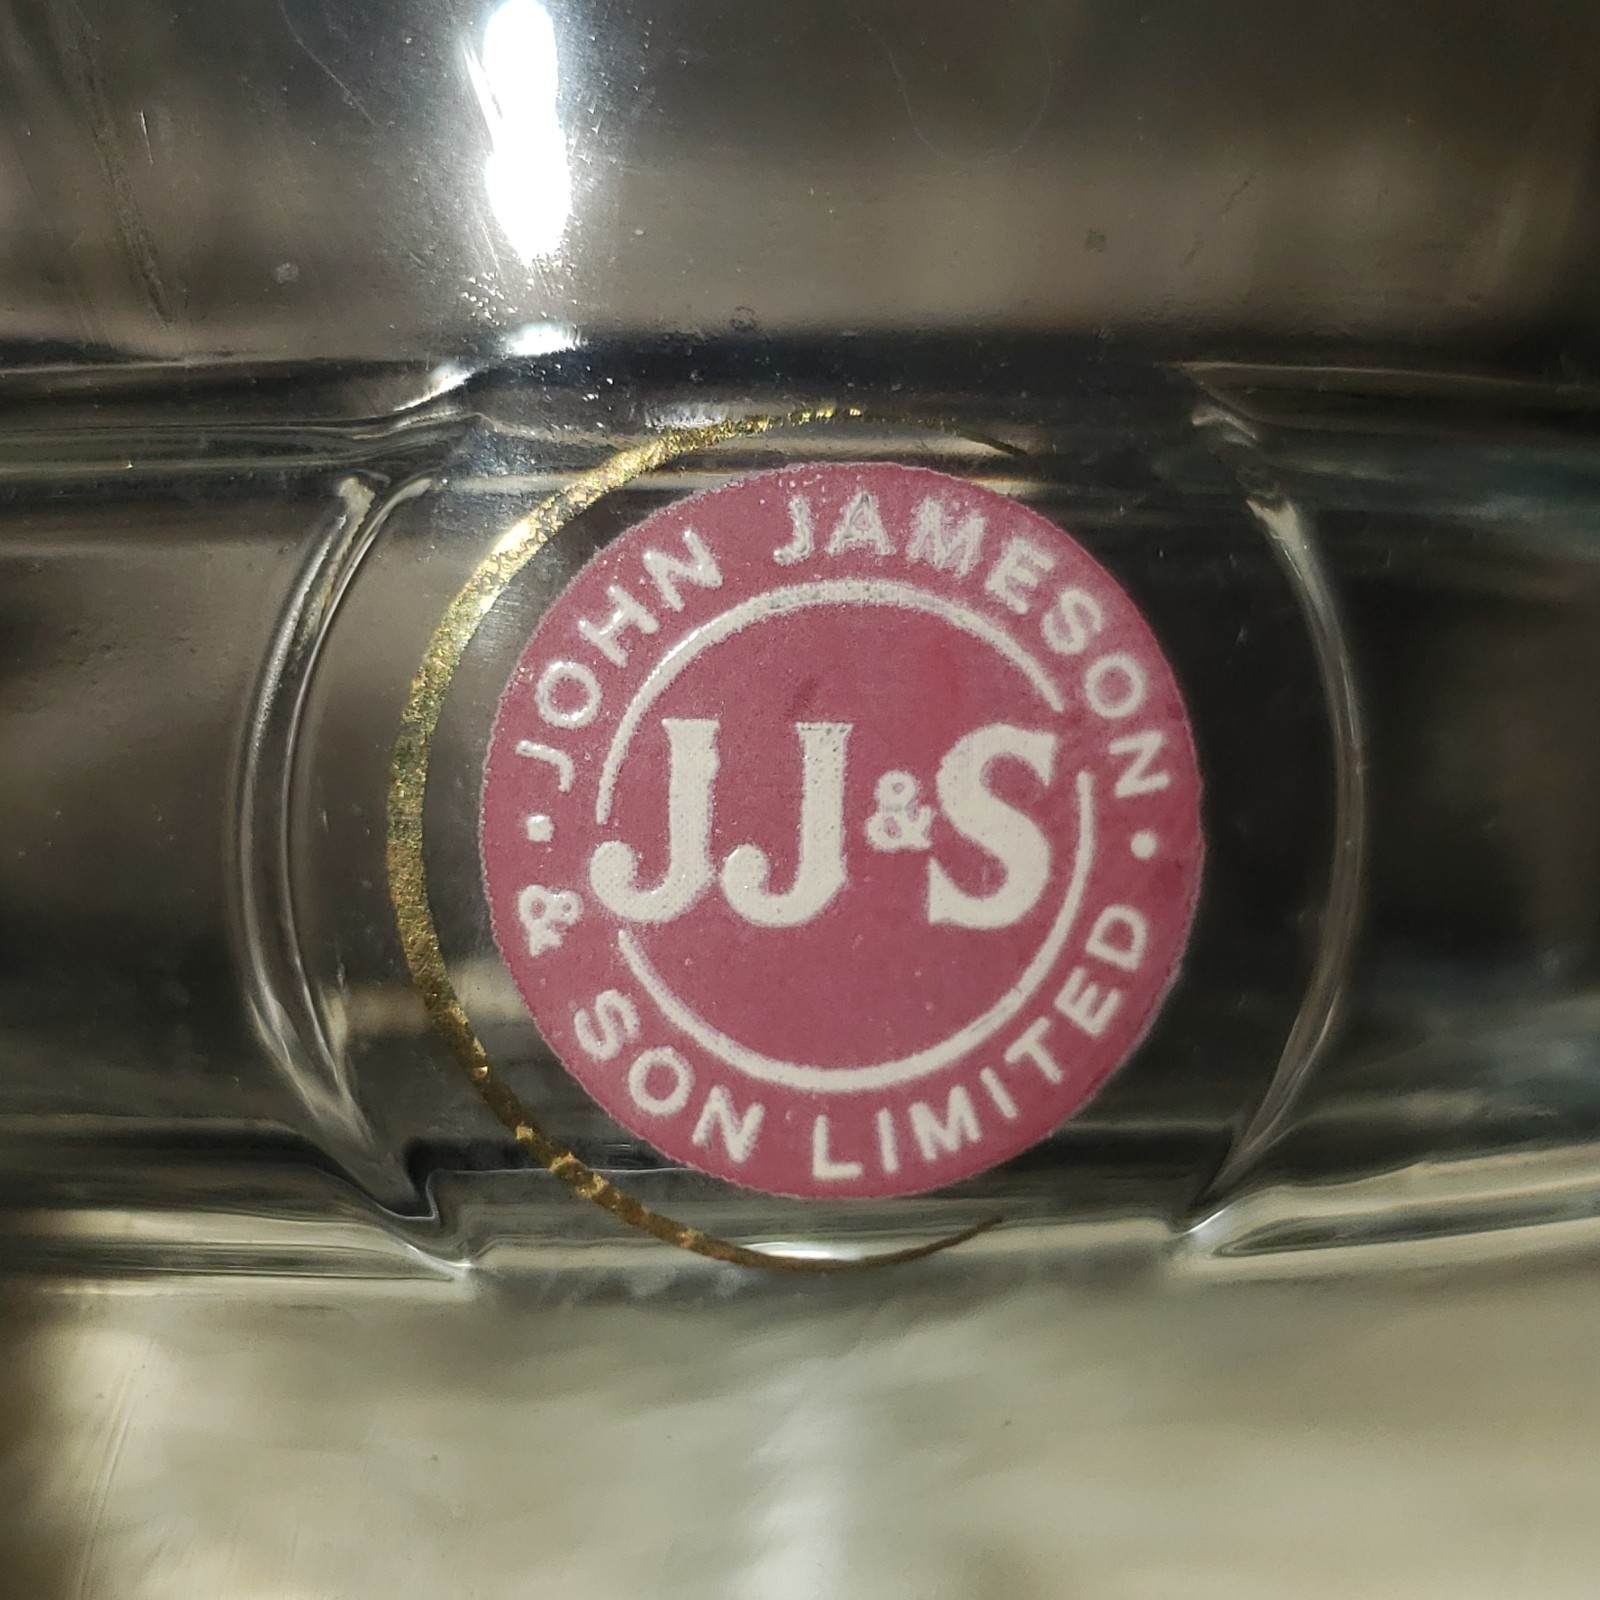 · JOHN JAMESON ·
JJ&S
& SON LIMITED